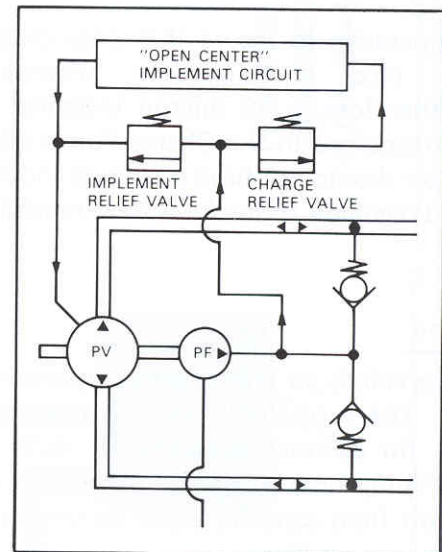 "OPEN CENTER"
IMPLEMENT CIRCUIT
IMPLEMENT
RELIEF VALVE
CHARGE
RELIEF VALVE
PV
PF